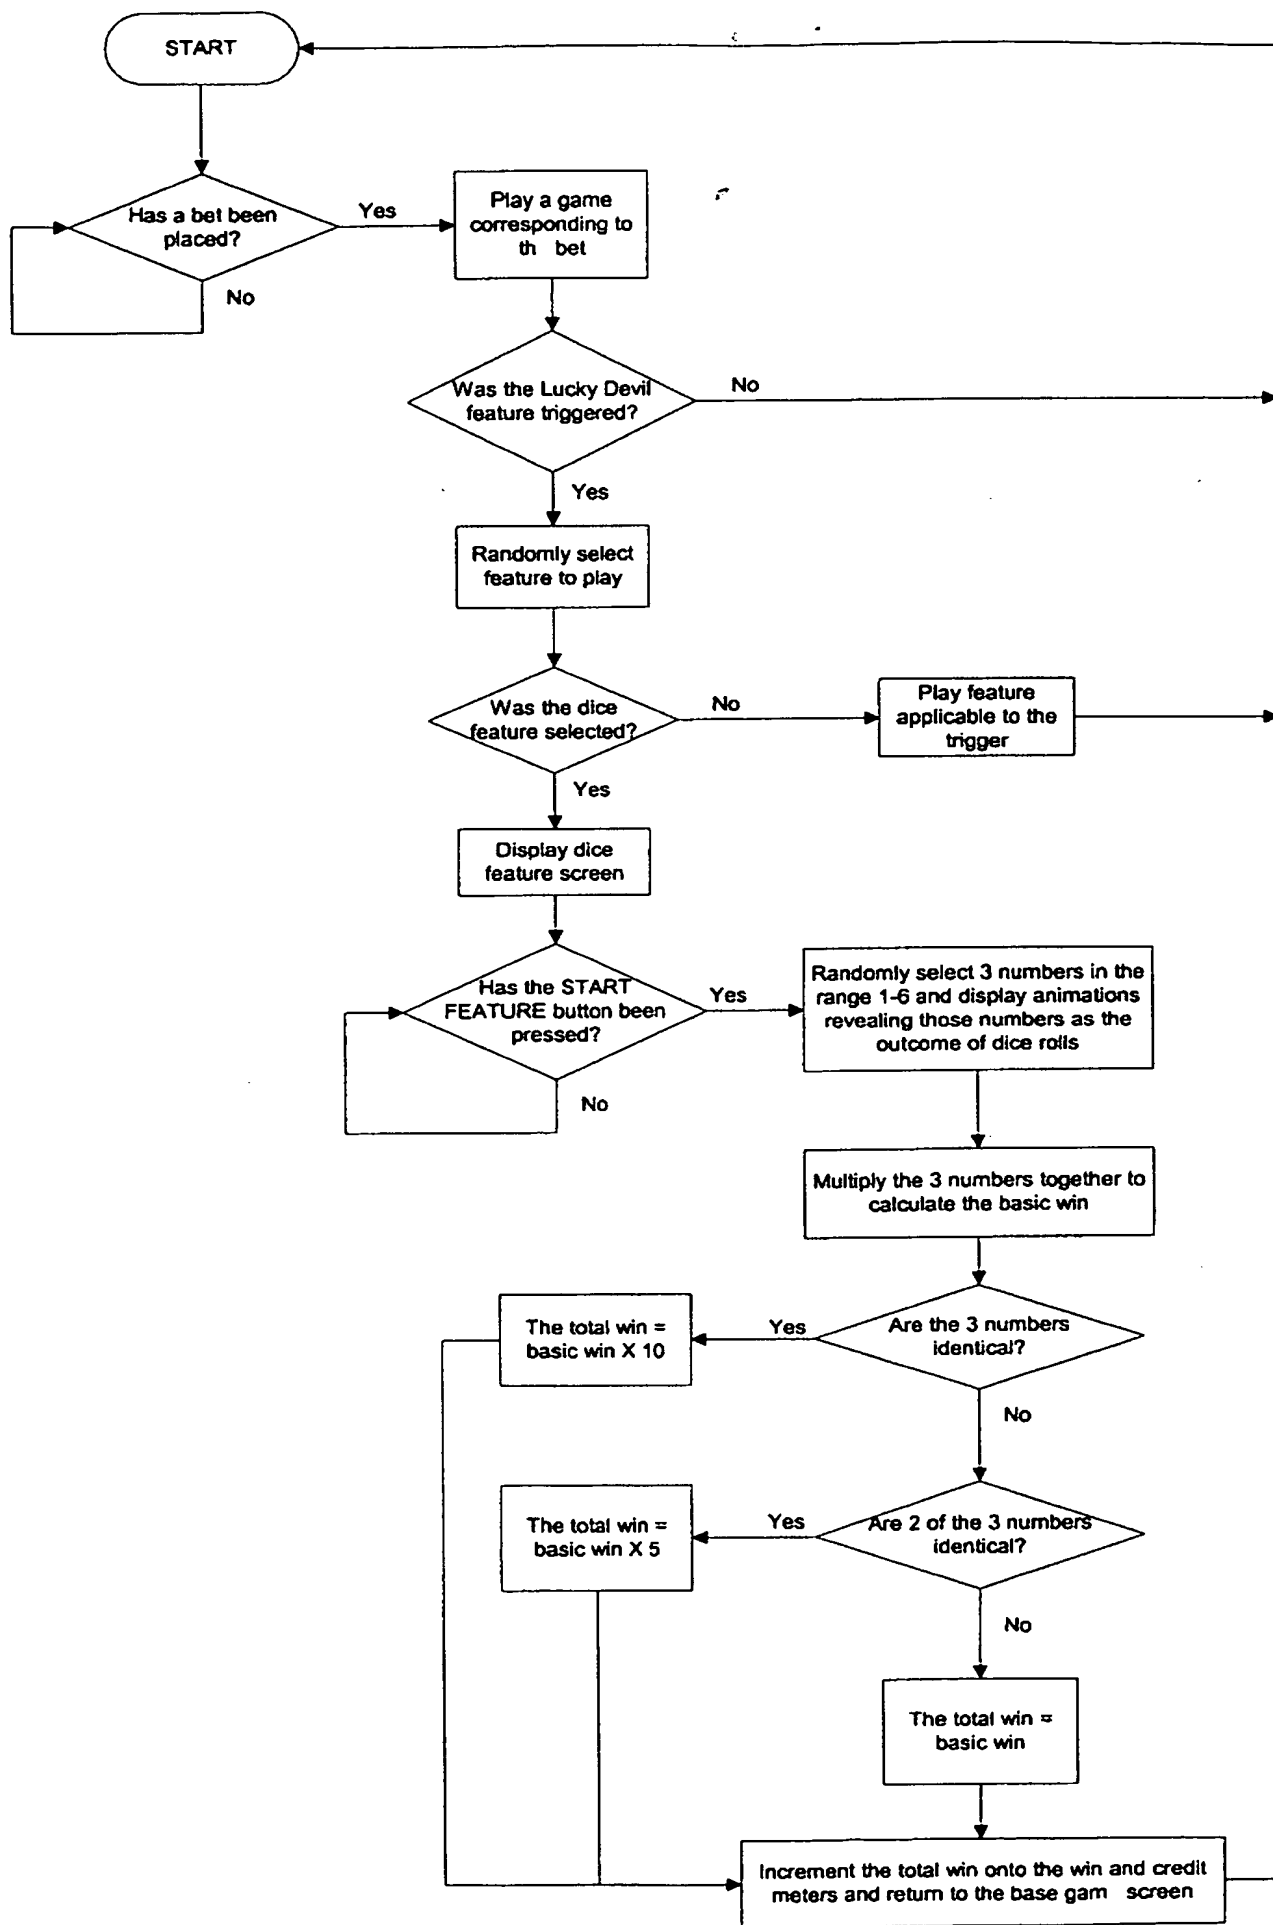 START
Has a bet been
placed?
Yes
No
Play a game
corresponding to
th bet
Was the Lucky Devil
feature triggered?
No
Yes
Randomly select
feature to play
Was the dice
feature selected?
No
Play feature
applicable to the
trigger
Yes
Display dice
feature screen
Has the START
FEATURE button been
pressed?
Yes
No
Randomly select 3 numbers in the
range 1-6 and display animations
revealing those numbers as the
outcome of dice rolls
Multiply the 3 numbers together to
calculate the basic win
Are the 3 numbers
identical?
Yes
The total win =
basic win X 10
No
Are 2 of the 3 numbers
identical?
Yes
The total win =
basic win X 5
No
The total win =
basic win
Increment the total win onto the win and credit
meters and return to the base gam screen